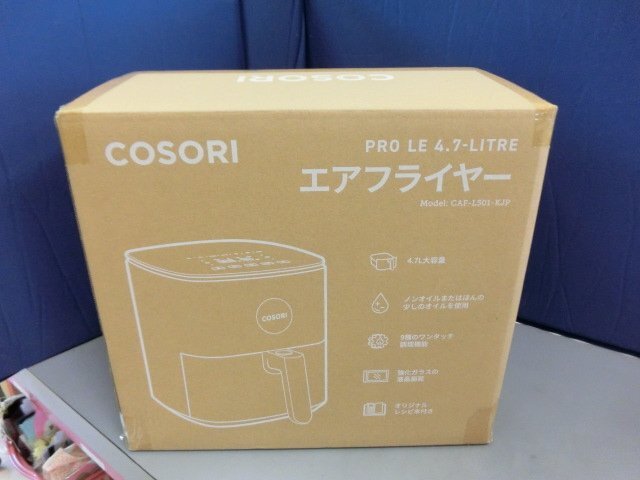 COSORI
COSORI
PRO LE 4.7-LITRE
エアフライヤー
Model: CAF-L501-KJP
4.7L大容量
ノンオイルまたはほんの
少しのオイルを使用
9種のワンタッチ
調理機能
強化ガラスの
液晶画面
オリジナル
レシピ本付き
COSORI